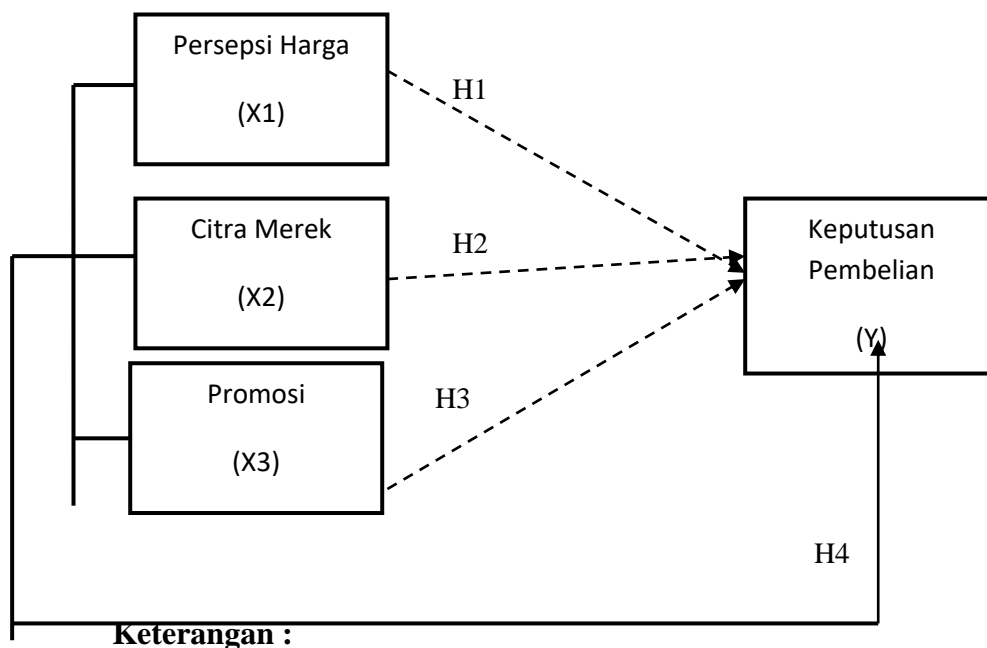 Persepsi Harga
(X1)
H1
Citra Merek
(X2)
H2
Keputusan
Pembelian
(Y)
Promosi
(X3)
H3
H4
Keterangan :